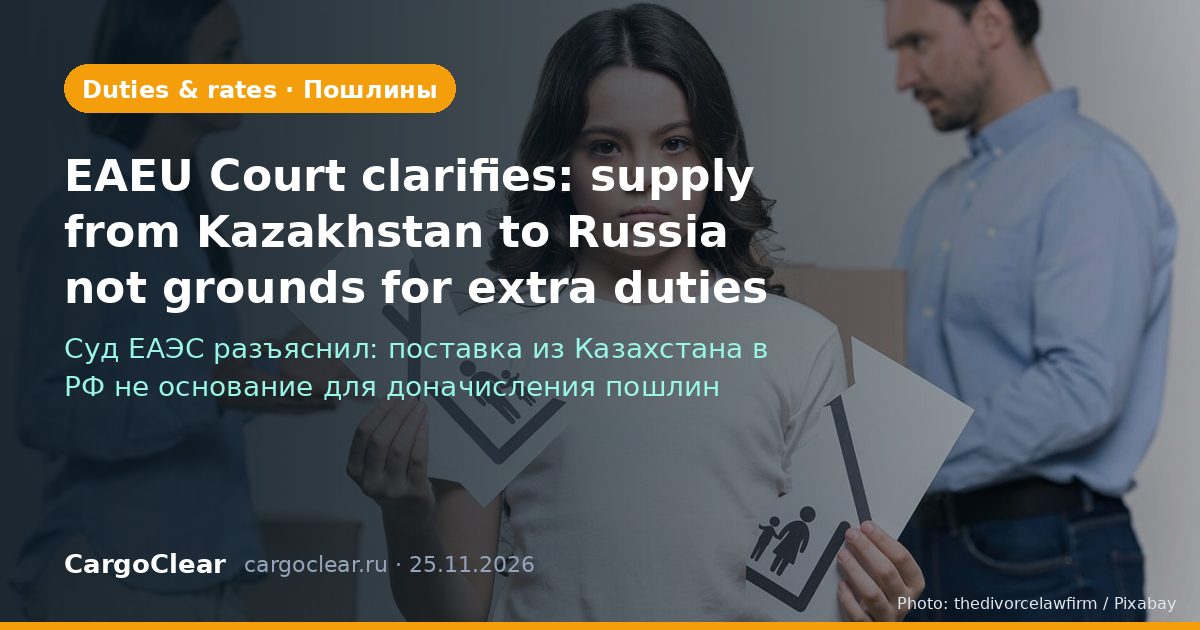 Duties & rates · Пошлины
EAEU Court clarifies: supply
from Kazakhstan to Russia
not grounds for extra duties
Суд ЕАЭС разъяснил: поставка из Казахстана в
РФ не основание для доначисления пошлин
CargoClear cargoclear.ru · 25.11.2026
Photo: thedivorcelawfirm / Pixabay